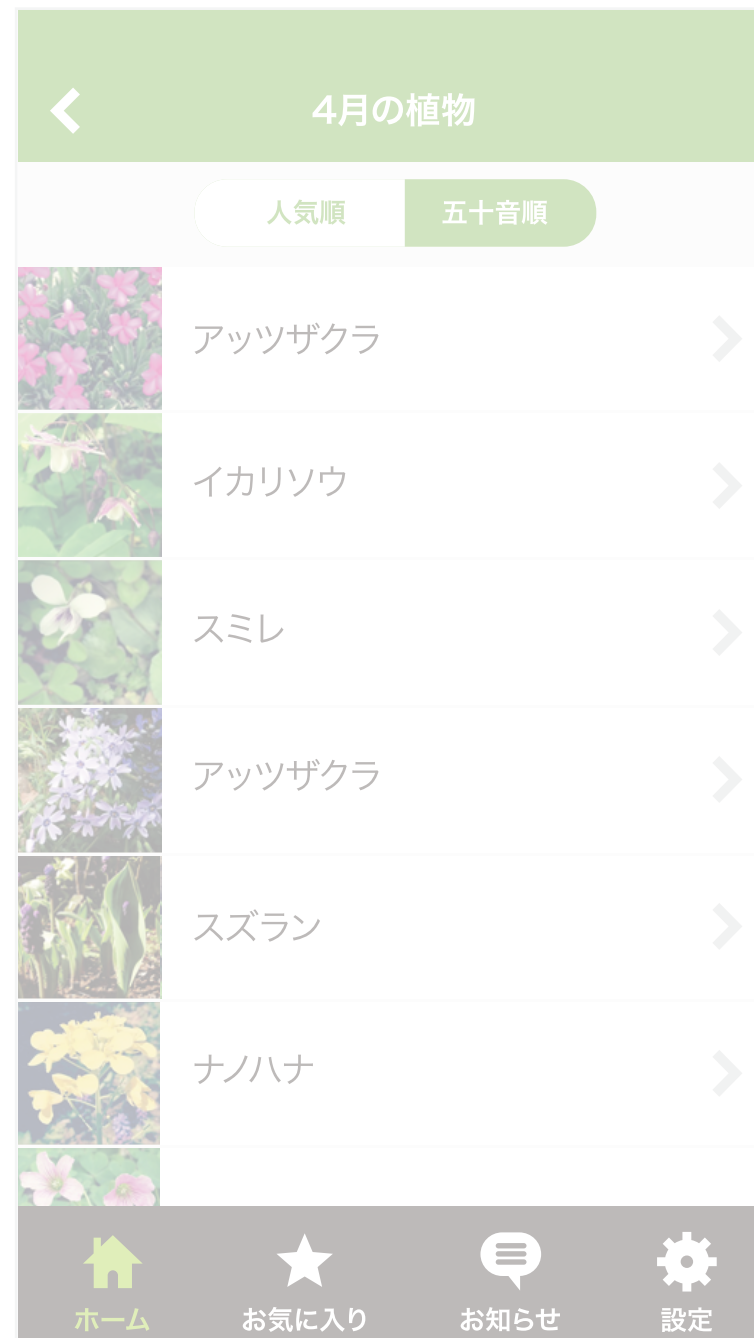 4月の植物
人気順 五十音順
アッツザクラ
イカリソウ
スミレ
アッツザクラ
スズラン
ナノハナ
ホーム お気に入り お知らせ 設定